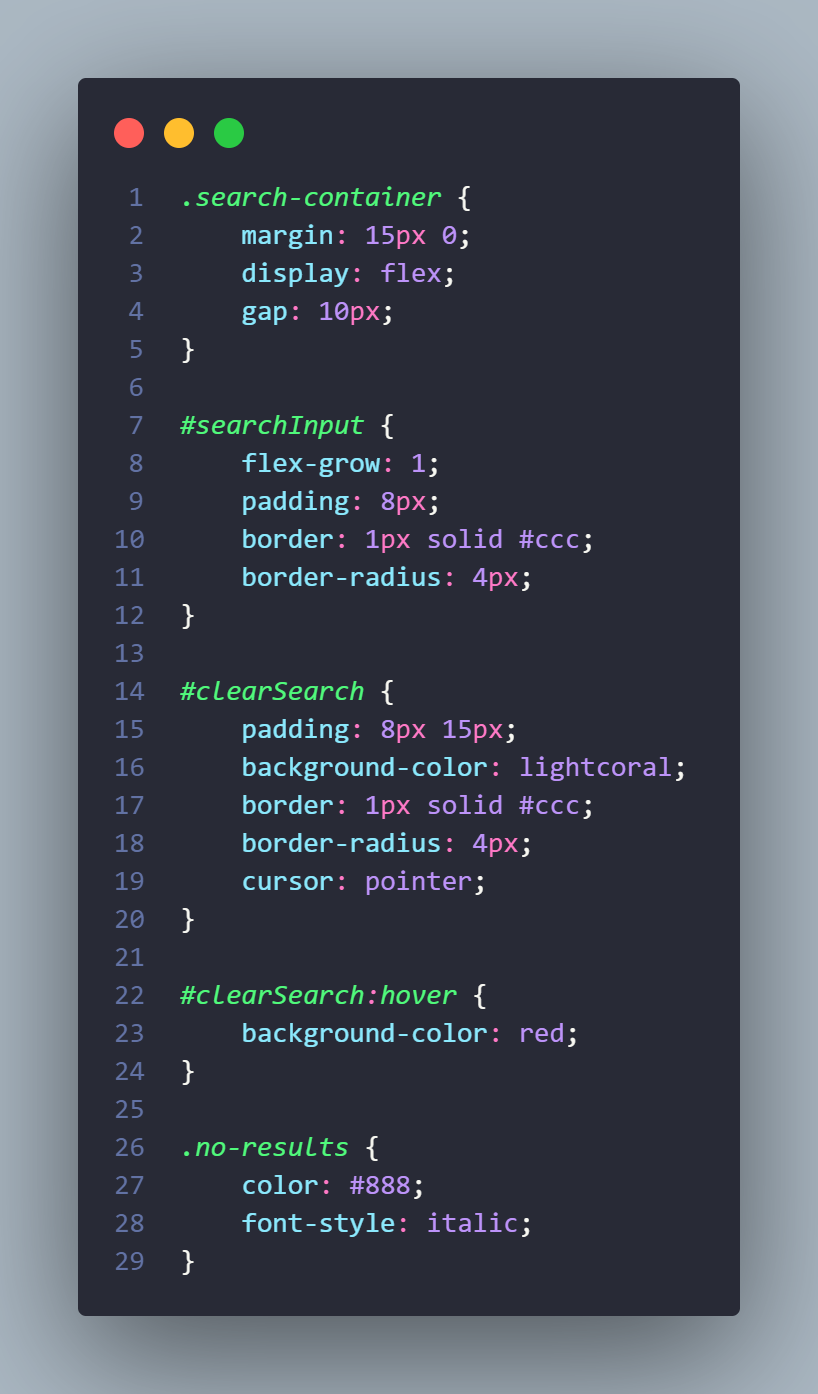 1 .search-container {
2     margin: 15px 0;
3     display: flex;
4     gap: 10px;
5 }
6
7 #searchInput {
8     flex-grow: 1;
9     padding: 8px;
10     border: 1px solid #ccc;
11     border-radius: 4px;
12 }
13
14 #clearSearch {
15     padding: 8px 15px;
16     background-color: lightcoral;
17     border: 1px solid #ccc;
18     border-radius: 4px;
19     cursor: pointer;
20 }
21
22 #clearSearch:hover {
23     background-color: red;
24 }
25
26 .no-results {
27     color: #888;
28     font-style: italic;
29 }